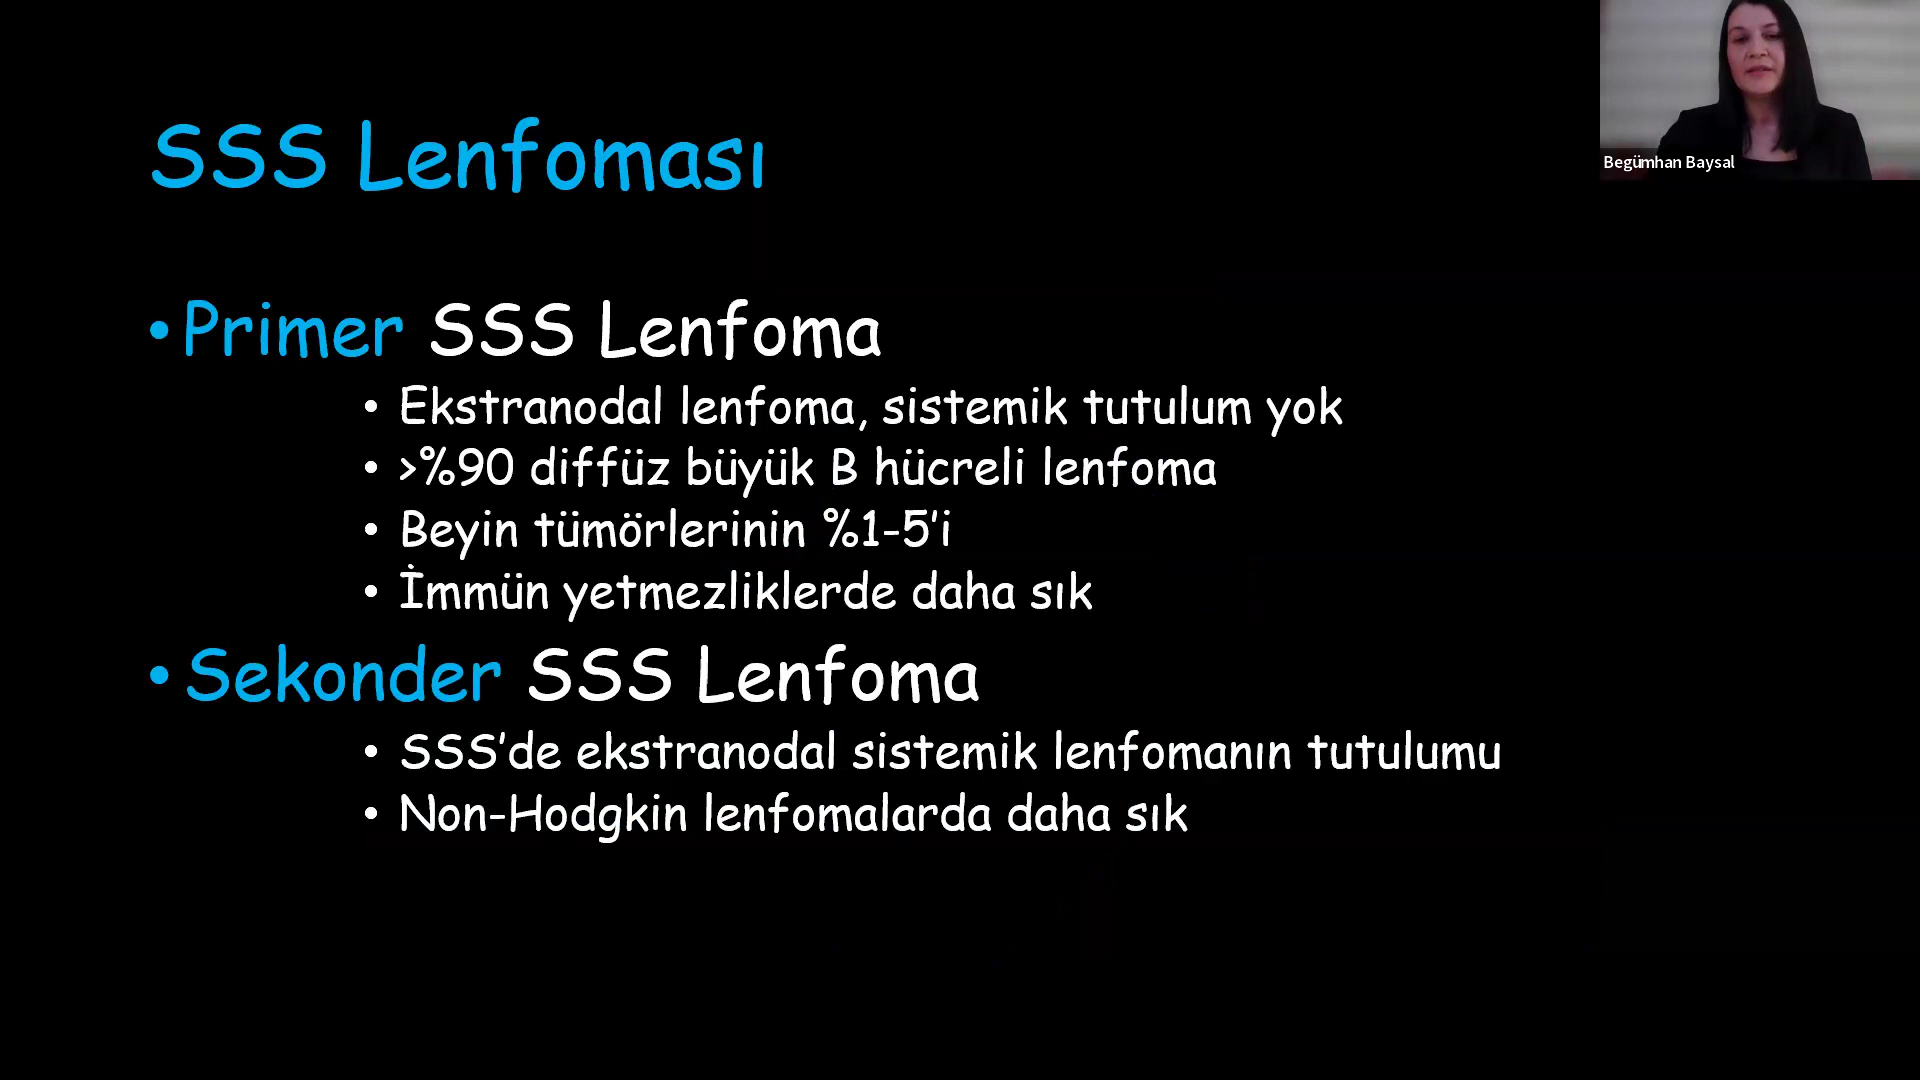 SSS Lenfoması
• Primer SSS Lenfoma
• Ekstranodal lenfoma, sistemik tutulum yok
• >%90 diffüz büyük B hücreli lenfoma
• Beyin tümörlerinin %1-5'i
• İmmün yetmezliklerde daha sık
• Sekonder SSS Lenfoma
• SSS'de ekstranodal sistemik lenfomanın tutulumu
• Non-Hodgkin lenfomalarda daha sık
Begümhan Baysal